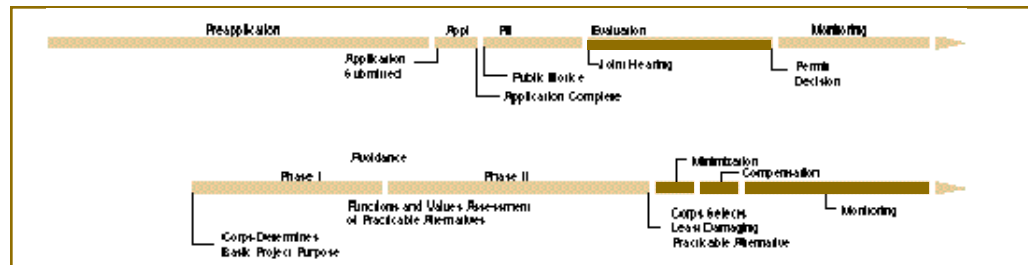 Preapplication
Appl
PN
Evaluation
Monitoring
Application
Submitted
Joint Hearing
Public Notice
Application Complete
Permit
Decision
Avoidance
Phase I
Phase II
Minimization
Compensation
Functions and Values Assessment
of Practicable Alternatives
Corps Selects
Least Damaging
Practicable Alternative
Monitoring
Corps Determines
Basic Project Purpose